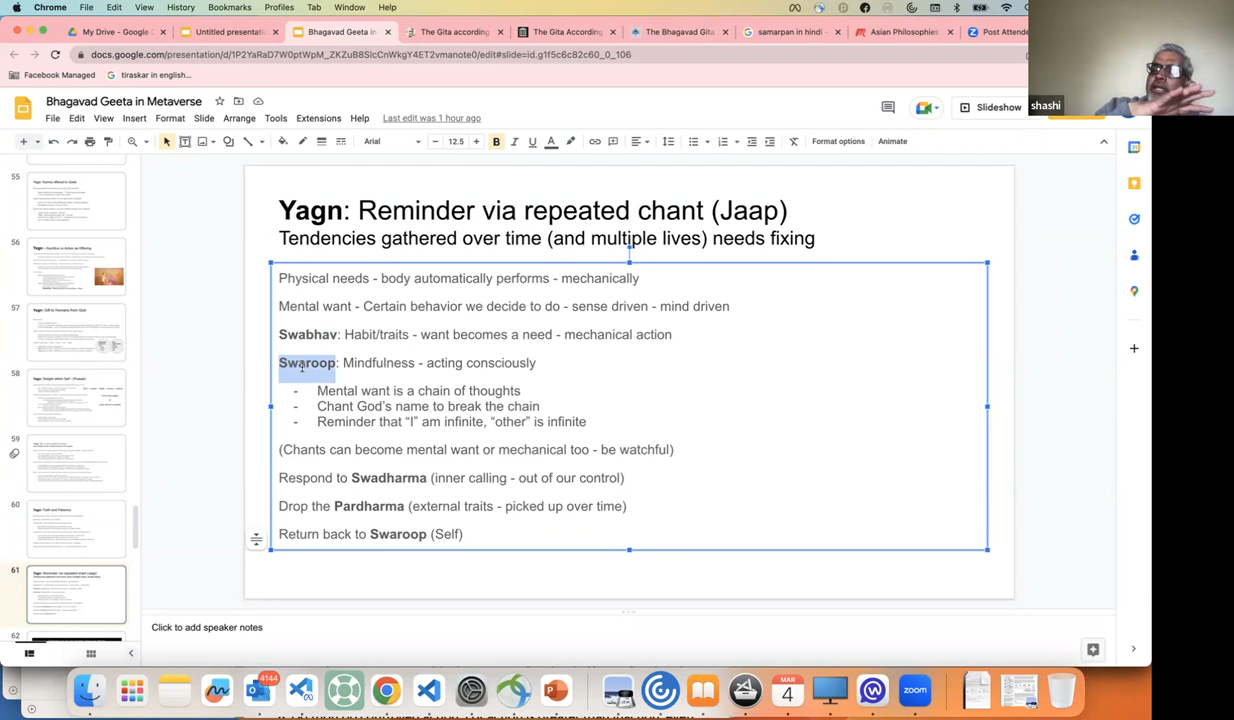 Chrome File Edit View History Bookmarks Profiles Tab Window Help
My Drive - Google
Untitled presentatio
Bhagavad Geeta in
The Gita according
The Gita According
The Bhagavad Gita
samparan in hindi -
Asian Philosophies
Post Attende
docs.google.com/presentation/d/1P2YaRaD7W0ptWpM_ZKZuB8SlcCnWkgY4ET2vmanote0/edit#slide=id.g1f5c6c82c60_0_106
Facebook Managed
tiraskar in english...
shashi
Bhagavad Geeta in Metaverse
File Edit View Insert Format Slide Arrange Tools Extensions Help Last edit was 1 hour ago
Slideshow
Arial
12.5
B I U A
Format options
Animate
55
56
57
58
59
60
61
62
Yagn: Reminder via repeated chant (Jaap)
Tendencies gathered over time (and multiple lives) needs fixing
Physical needs - body automatically performs - mechanically
Mental want - Certain behavior we decide to do - sense driven - mind driven
Swabhav: Habit/traits - want becomes a need - mechanical action
Swaroop: Mindfulness - acting consciously
- Mental want is a chain of thoughts
- Chant God's name to break the chain
- Reminder that "I" am infinite, "other" is infinite
(Chants can become mental want or mechanical too - be watchful)
Respond to Swadharma (inner calling - out of our control)
Drop the Pardharma (external traits - picked up over time)
Return back to Swaroop (Self)
Click to add speaker notes
4144
MAR
4
zoom